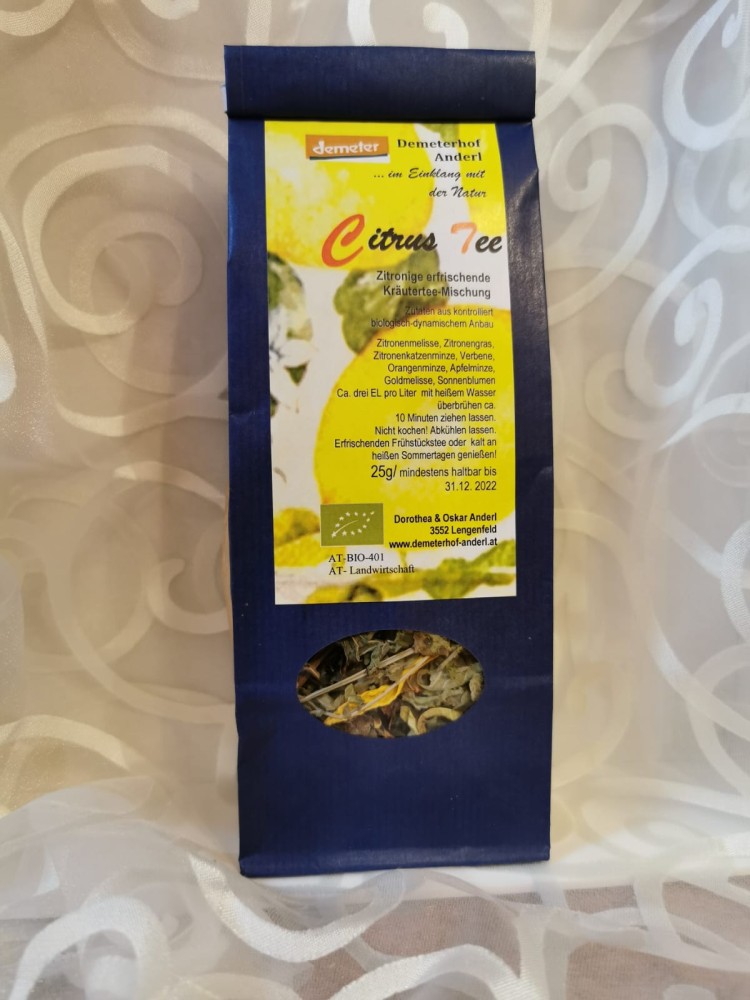 demeter
Demeterhof
Anderl
... im Einklang mit
der Natur
Citrus Tee
Zitronige erfrischende
Kräutertee-Mischung
Zutaten aus kontrolliert
biologisch-dynamischem Anbau
Zitronenmelisse, Zitronengras,
Zitronenkatzenminze, Verbene,
Orangenminze, Apfelminze,
Goldmelisse, Sonnenblumen
Ca. drei EL pro Liter mit heißem Wasser
überbrühen ca.
10 Minuten ziehen lassen.
Nicht kochen! Abkühlen lassen.
Erfrischenden Frühstückstee oder kalt an
heißen Sommertagen genießen!
25g/ mindestens haltbar bis
31.12. 2022
Dorothea & Oskar Anderl
3552 Lengenfeld
www.demeterhof-anderl.at
AT-BIO-401
AT- Landwirtschaft